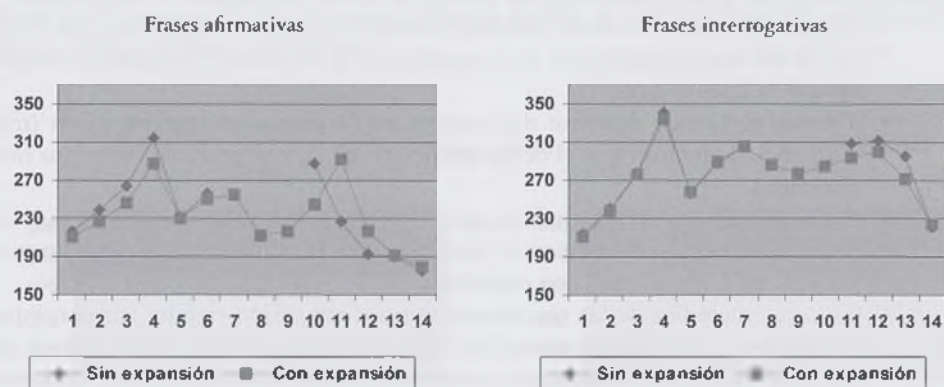 Frases afirmativas
350
310
270
230
190
150
1 2 3 4 5 6 7 8 9 10 11 12 13 14
Sin expansión Con expansión
Frases interrogativas
350
310
270
230
190
150
1 2 3 4 5 6 7 8 9 10 11 12 13 14
Sin expansión Con expansión